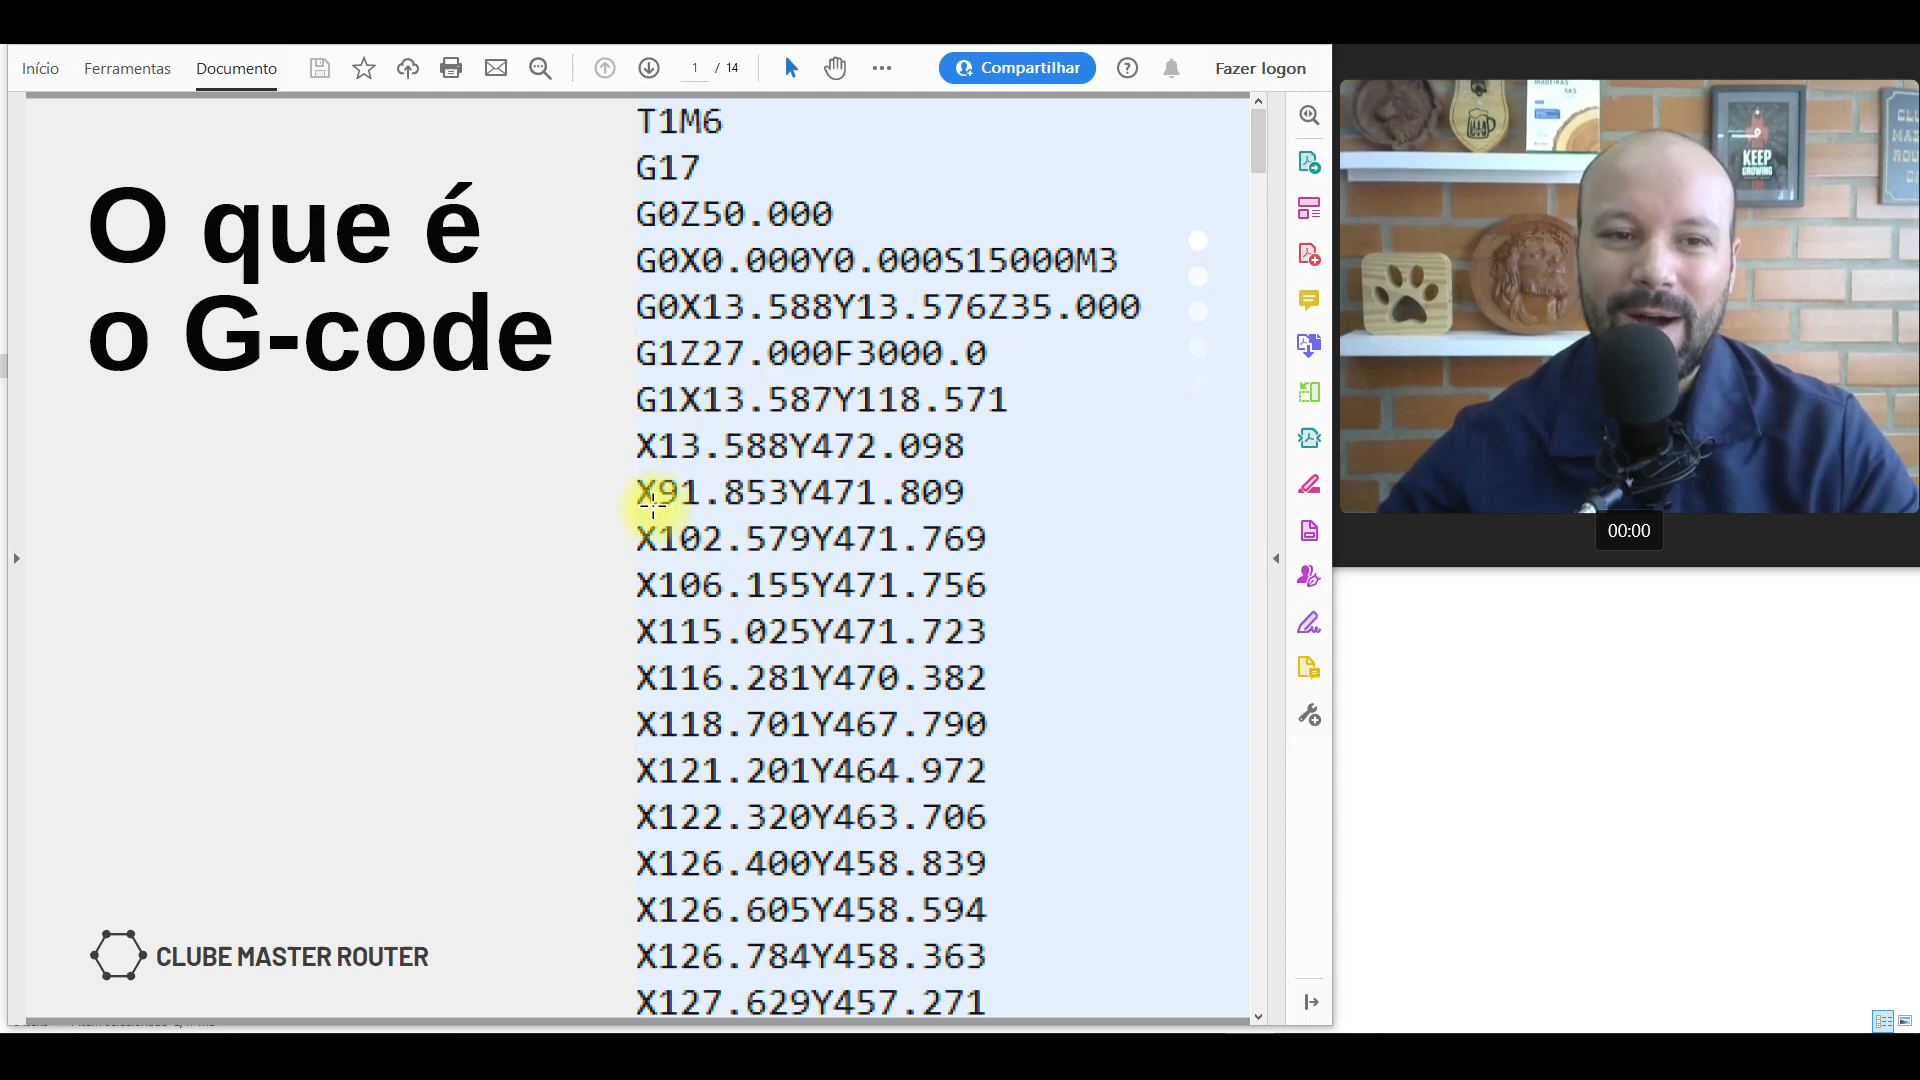 Início
Ferramentas
Documento
1 / 14
Compartilhar
Fazer logon
O que é
o G-code
T1M6
G17
G0Z50.000
G0X0.000Y0.000S15000M3
G0X13.588Y13.576Z35.000
G1Z27.000F3000.0
G1X13.587Y118.571
X13.588Y472.098
X91.853Y471.809
X102.579Y471.769
X106.155Y471.756
X115.025Y471.723
X116.281Y470.382
X118.701Y467.790
X121.201Y464.972
X122.320Y463.706
X126.400Y458.839
X126.605Y458.594
X126.784Y458.363
X127.629Y457.271
CLUBE MASTER ROUTER
KEEP
GROWING
00:00